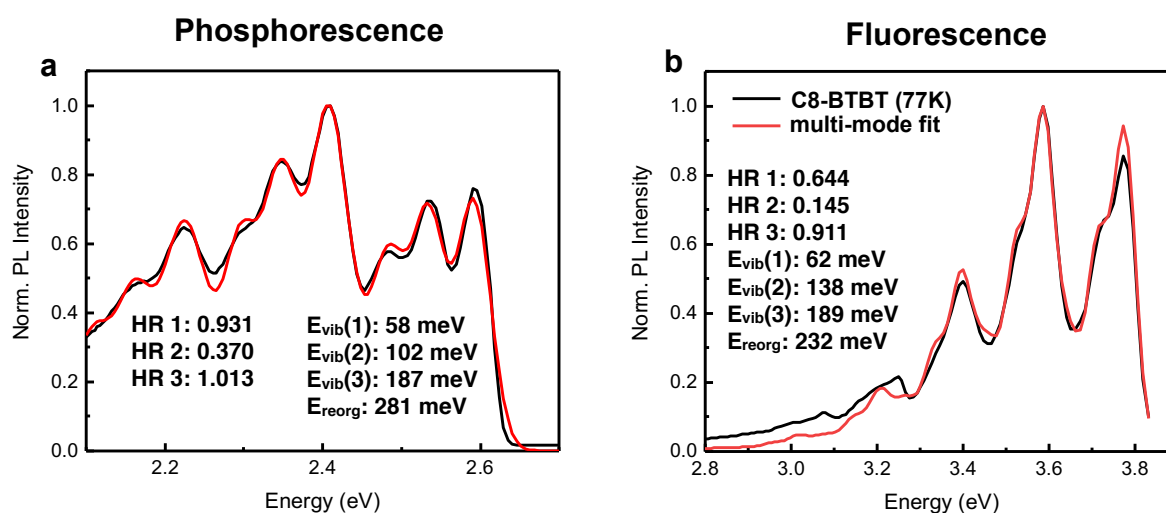 Phosphorescence
a
Norm. PL Intensity
1.0
0.8
0.6
0.4
0.2
0.0
HR 1: 0.931
HR 2: 0.370
HR 3: 1.013
Evib(1): 58 meV
Evib(2): 102 meV
Evib(3): 187 meV
Ereorg: 281 meV
2.2 2.4 2.6
Energy (eV)
Fluorescence
b
Norm. PL Intensity
1.0
0.8
0.6
0.4
0.2
0.0
C8-BTBT (77K)
multi-mode fit
HR 1: 0.644
HR 2: 0.145
HR 3: 0.911
Evib(1): 62 meV
Evib(2): 138 meV
Evib(3): 189 meV
Ereorg: 232 meV
2.8 3.0 3.2 3.4 3.6 3.8
Energy (eV)